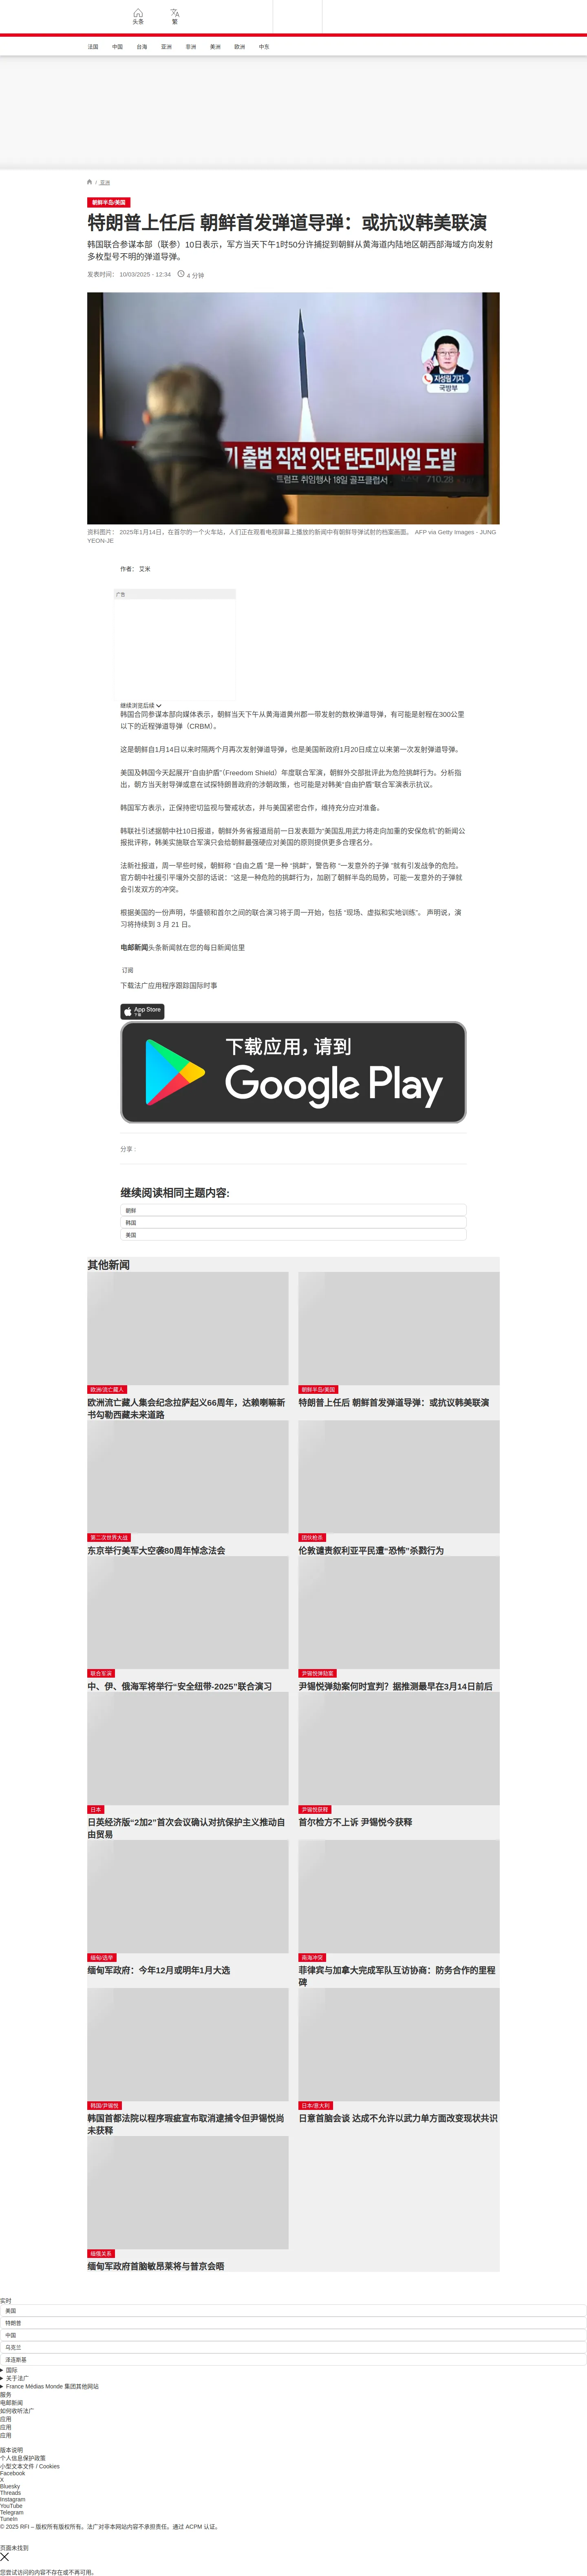 头条
繁
法国
中国
台海
亚洲
非洲
美洲
欧洲
中东
/ 亚洲
朝鲜半岛/美国
特朗普上任后 朝鲜首发弹道导弹：或抗议韩美联演
韩国联合参谋本部（联参）10日表示，军方当天下午1时50分许捕捉到朝鲜从黄海道内陆地区朝西部海域方向发射
多枚型号不明的弹道导弹。
发表时间： 10/03/2025 - 12:34
4 分钟
지성림 기자
국방부
기 출범 직전 잇단 탄도미사일 도발
트럼프 취임행사 18일 골프클럽서
710.28
资料图片： 2025年1月14日，在首尔的一个火车站，人们正在观看电视屏幕上播放的新闻中有朝鲜导弹试射的档案画面。 AFP via Getty Images - JUNG
YEON-JE
作者： 艾米
广告
继续浏览后续
韩国合同参谋本部向媒体表示，朝鲜当天下午从黄海道黄州郡一带发射的数枚弹道导弹，有可能是射程在300公里
以下的近程弹道导弹（CRBM）。
这是朝鲜自1月14日以来时隔两个月再次发射弹道导弹，也是美国新政府1月20日成立以来第一次发射弹道导弹。
美国及韩国今天起展开“自由护盾”（Freedom Shield）年度联合军演，朝鲜外交部批评此为危险挑衅行为。分析指
出，朝方当天射导弹或意在试探特朗普政府的涉朝政策，也可能是对韩美“自由护盾”联合军演表示抗议。
韩国军方表示，正保持密切监视与警戒状态，并与美国紧密合作，维持充分应对准备。
韩联社引述据朝中社10日报道，朝鲜外务省报道局前一日发表题为“美国乱用武力将走向加重的安保危机”的新闻公
报批评称，韩美实施联合军演只会给朝鲜最强硬应对美国的原则提供更多合理名分。
法新社报道，周一早些时候，朝鲜称 “自由之盾 ”是一种 “挑衅”，警告称 “一发意外的子弹 ”就有引发战争的危险。
官方朝中社援引平壤外交部的话说：“这是一种危险的挑衅行为，加剧了朝鲜半岛的局势，可能一发意外的子弹就
会引发双方的冲突。
根据美国的一份声明，华盛顿和首尔之间的联合演习将于周一开始，包括 “现场、虚拟和实地训练”。 声明说，演
习将持续到 3 月 21 日。
电邮新闻头条新闻就在您的每日新闻信里
订阅
下载法广应用程序跟踪国际时事
App Store
下载
下载应用，请到
Google Play
分享 :
继续阅读相同主题内容:
朝鲜
韩国
美国
其他新闻
欧洲/流亡藏人
欧洲流亡藏人集会纪念拉萨起义66周年，达赖喇嘛新
书勾勒西藏未来道路
朝鲜半岛/美国
特朗普上任后 朝鲜首发弹道导弹：或抗议韩美联演
第二次世界大战
东京举行美军大空袭80周年悼念法会
团伙枪杀
伦敦谴责叙利亚平民遭“恐怖”杀戮行为
联合军演
中、伊、俄海军将举行“安全纽带-2025”联合演习
尹锡悦弹劾案
尹锡悦弹劾案何时宣判？据推测最早在3月14日前后
日本
日英经济版“2加2”首次会议确认对抗保护主义推动自
由贸易
尹锡悦获释
首尔检方不上诉 尹锡悦今获释
缅甸/选举
缅甸军政府：今年12月或明年1月大选
南海冲突
菲律宾与加拿大完成军队互访协商：防务合作的里程
碑
韩国/尹锡悦
韩国首都法院以程序瑕疵宣布取消逮捕令但尹锡悦尚
未获释
日本/意大利
日意首脑会谈 达成不允许以武力单方面改变现状共识
缅俄关系
缅甸军政府首脑敏昂莱将与普京会晤
实时
美国
特朗普
中国
乌克兰
泽连斯基
国际
关于法广
France Médias Monde 集团其他网站
服务
电邮新闻
如何收听法广
应用
应用
应用
版本说明
个人信息保护政策
小型文本文件 / Cookies
Facebook
X
Bluesky
Threads
Instagram
YouTube
Telegram
TuneIn
© 2025 RFI – 版权所有版权所有。法广对非本网站内容不承担责任。通过 ACPM 认证。
页面未找到
您尝试访问的内容不存在或不再可用。